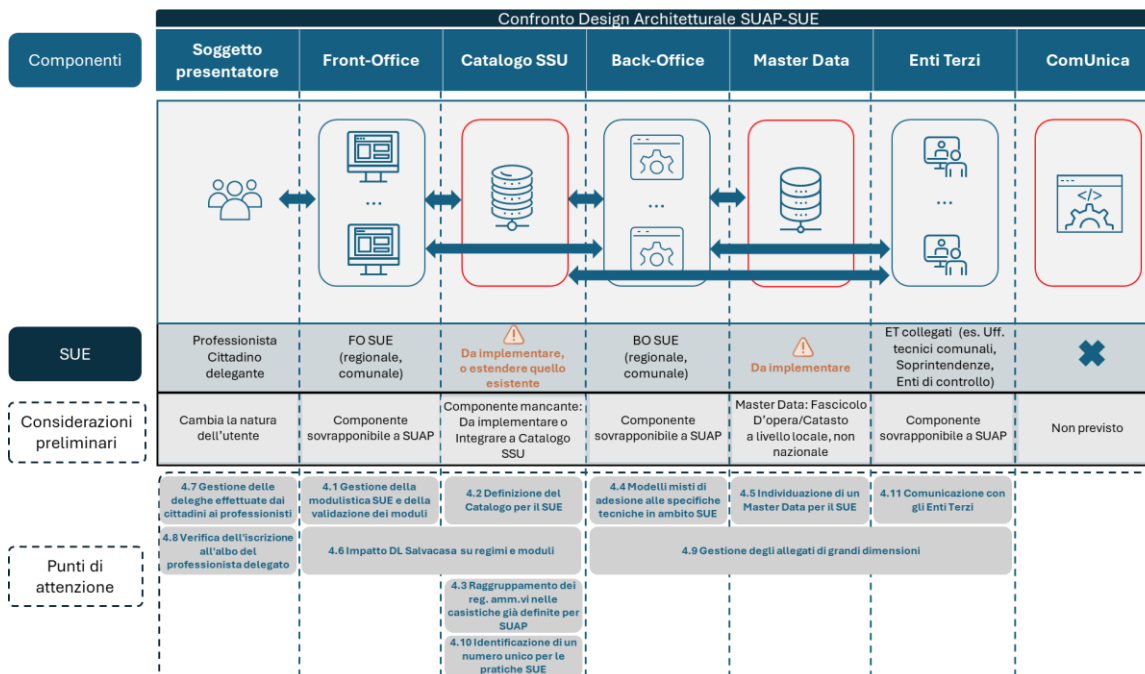 Confronto Design Architetturale SUAP-SUE
Componenti
Soggetto
presentatore
Front-Office
Catalogo SSU
Back-Office
Master Data
Enti Terzi
ComUnica
...
...
...
</>
SUE
Professionista
Cittadino
delegante
FO SUE
(regionale,
comunale)
Da implementare,
o estendere quello
esistente
BO SUE
(regionale,
comunale)
Da implementare
ET collegati (es. Uff.
tecnici comunali,
Soprintendenze,
Enti di controllo)
Considerazioni
preliminari
Cambia la natura
dell'utente
Componente
sovrapponibile a SUAP
Componente mancante:
Da implementare o
Integrare a Catalogo
SSU
Componente
sovrapponibile a SUAP
Master Data: Fascicolo
D'opera/Catasto
a livello locale, non
nazionale
Componente
sovrapponibile a SUAP
Non previsto
Punti di
attenzione
4.7 Gestione delle
deleghe effettuate dai
cittadini ai professionisti
4.1 Gestione della
modulistica SUE e della
validazione dei moduli
4.2 Definizione del
Catalogo per il SUE
4.4 Modelli misti di
adesione alle specifiche
tecniche in ambito SUE
4.5 Individuazione di un
Master Data per il SUE
4.11 Comunicazione con
gli Enti Terzi
4.8 Verifica dell'iscrizione
all'albo del
professionista delegato
4.6 Impatto DL Salvacasa su regimi e moduli
4.9 Gestione degli allegati di grandi dimensioni
4.3 Raggruppamento dei
reg. amm.vi nelle
casistiche già definite per
SUAP
4.10 Identificazione di un
numero unico per le
pratiche SUE